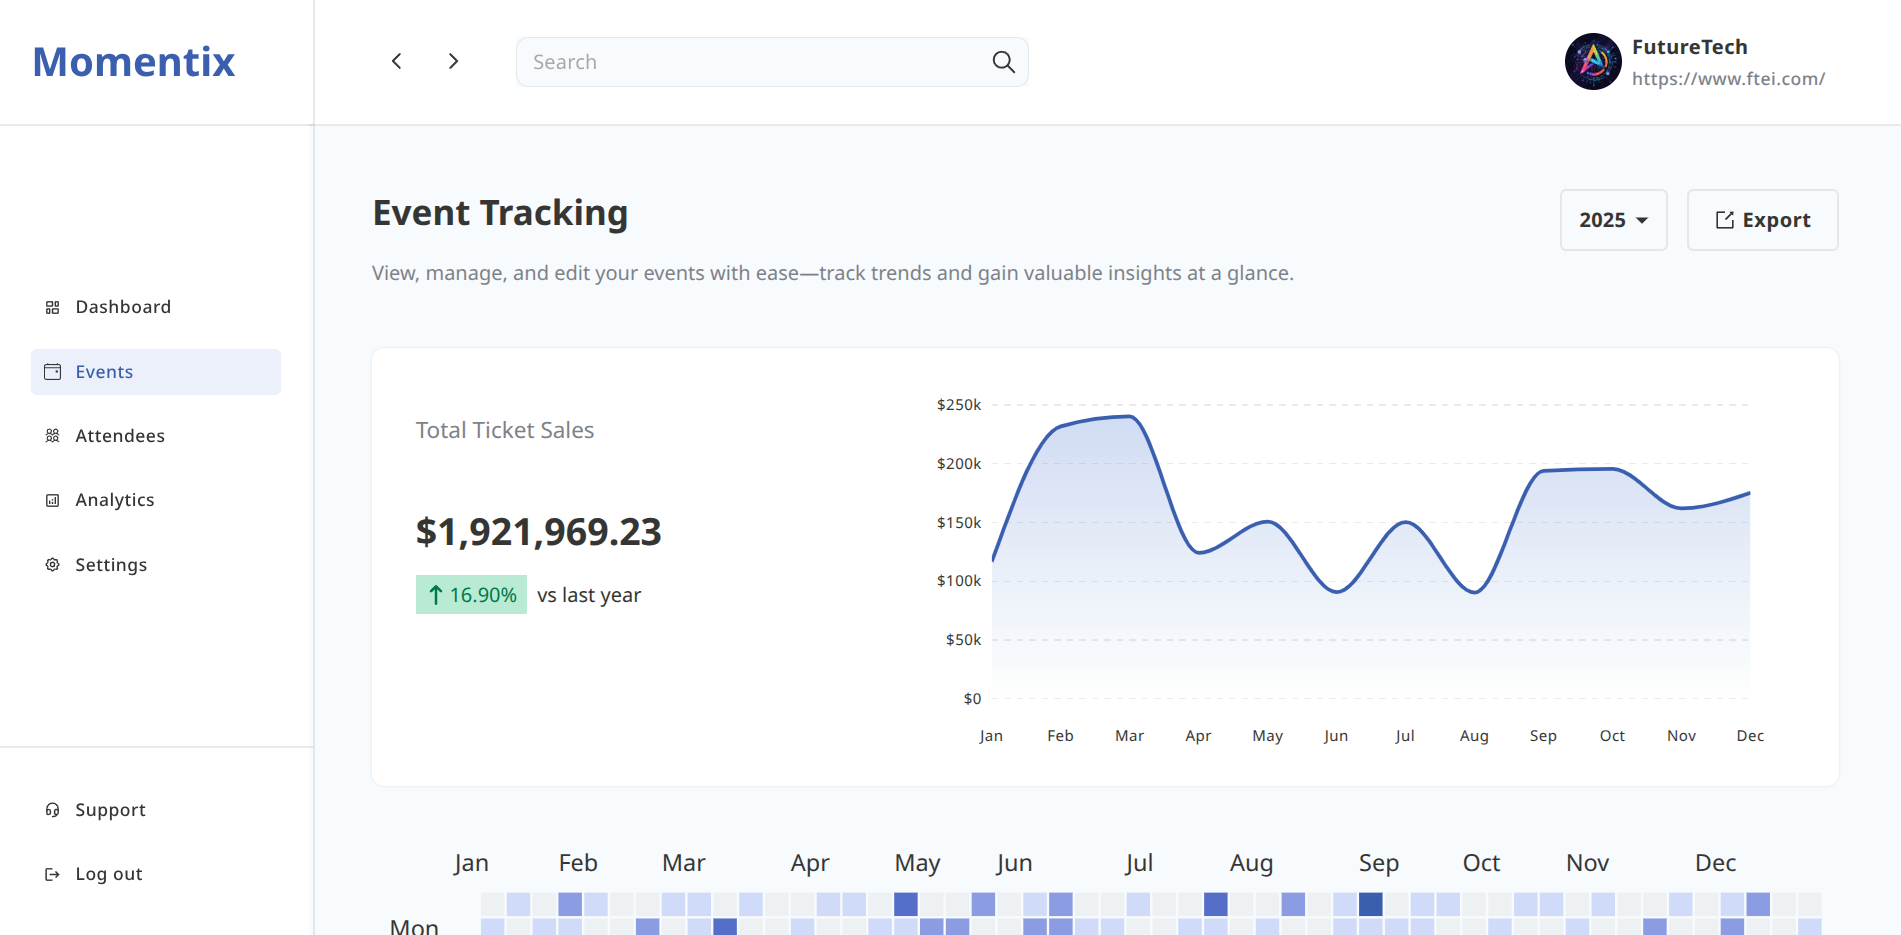 Momentix
Search
FutureTech
https://www.ftei.com/
Dashboard
Events
Attendees
Analytics
Settings
Support
Log out
Event Tracking
View, manage, and edit your events with ease—track trends and gain valuable insights at a glance.
2025
Export
Total Ticket Sales
$1,921,969.23
↑ 16.90% vs last year
$250k
$200k
$150k
$100k
$50k
$0
Jan Feb Mar Apr May Jun Jul Aug Sep Oct Nov Dec
Jan Feb Mar Apr May Jun Jul Aug Sep Oct Nov Dec
Mon